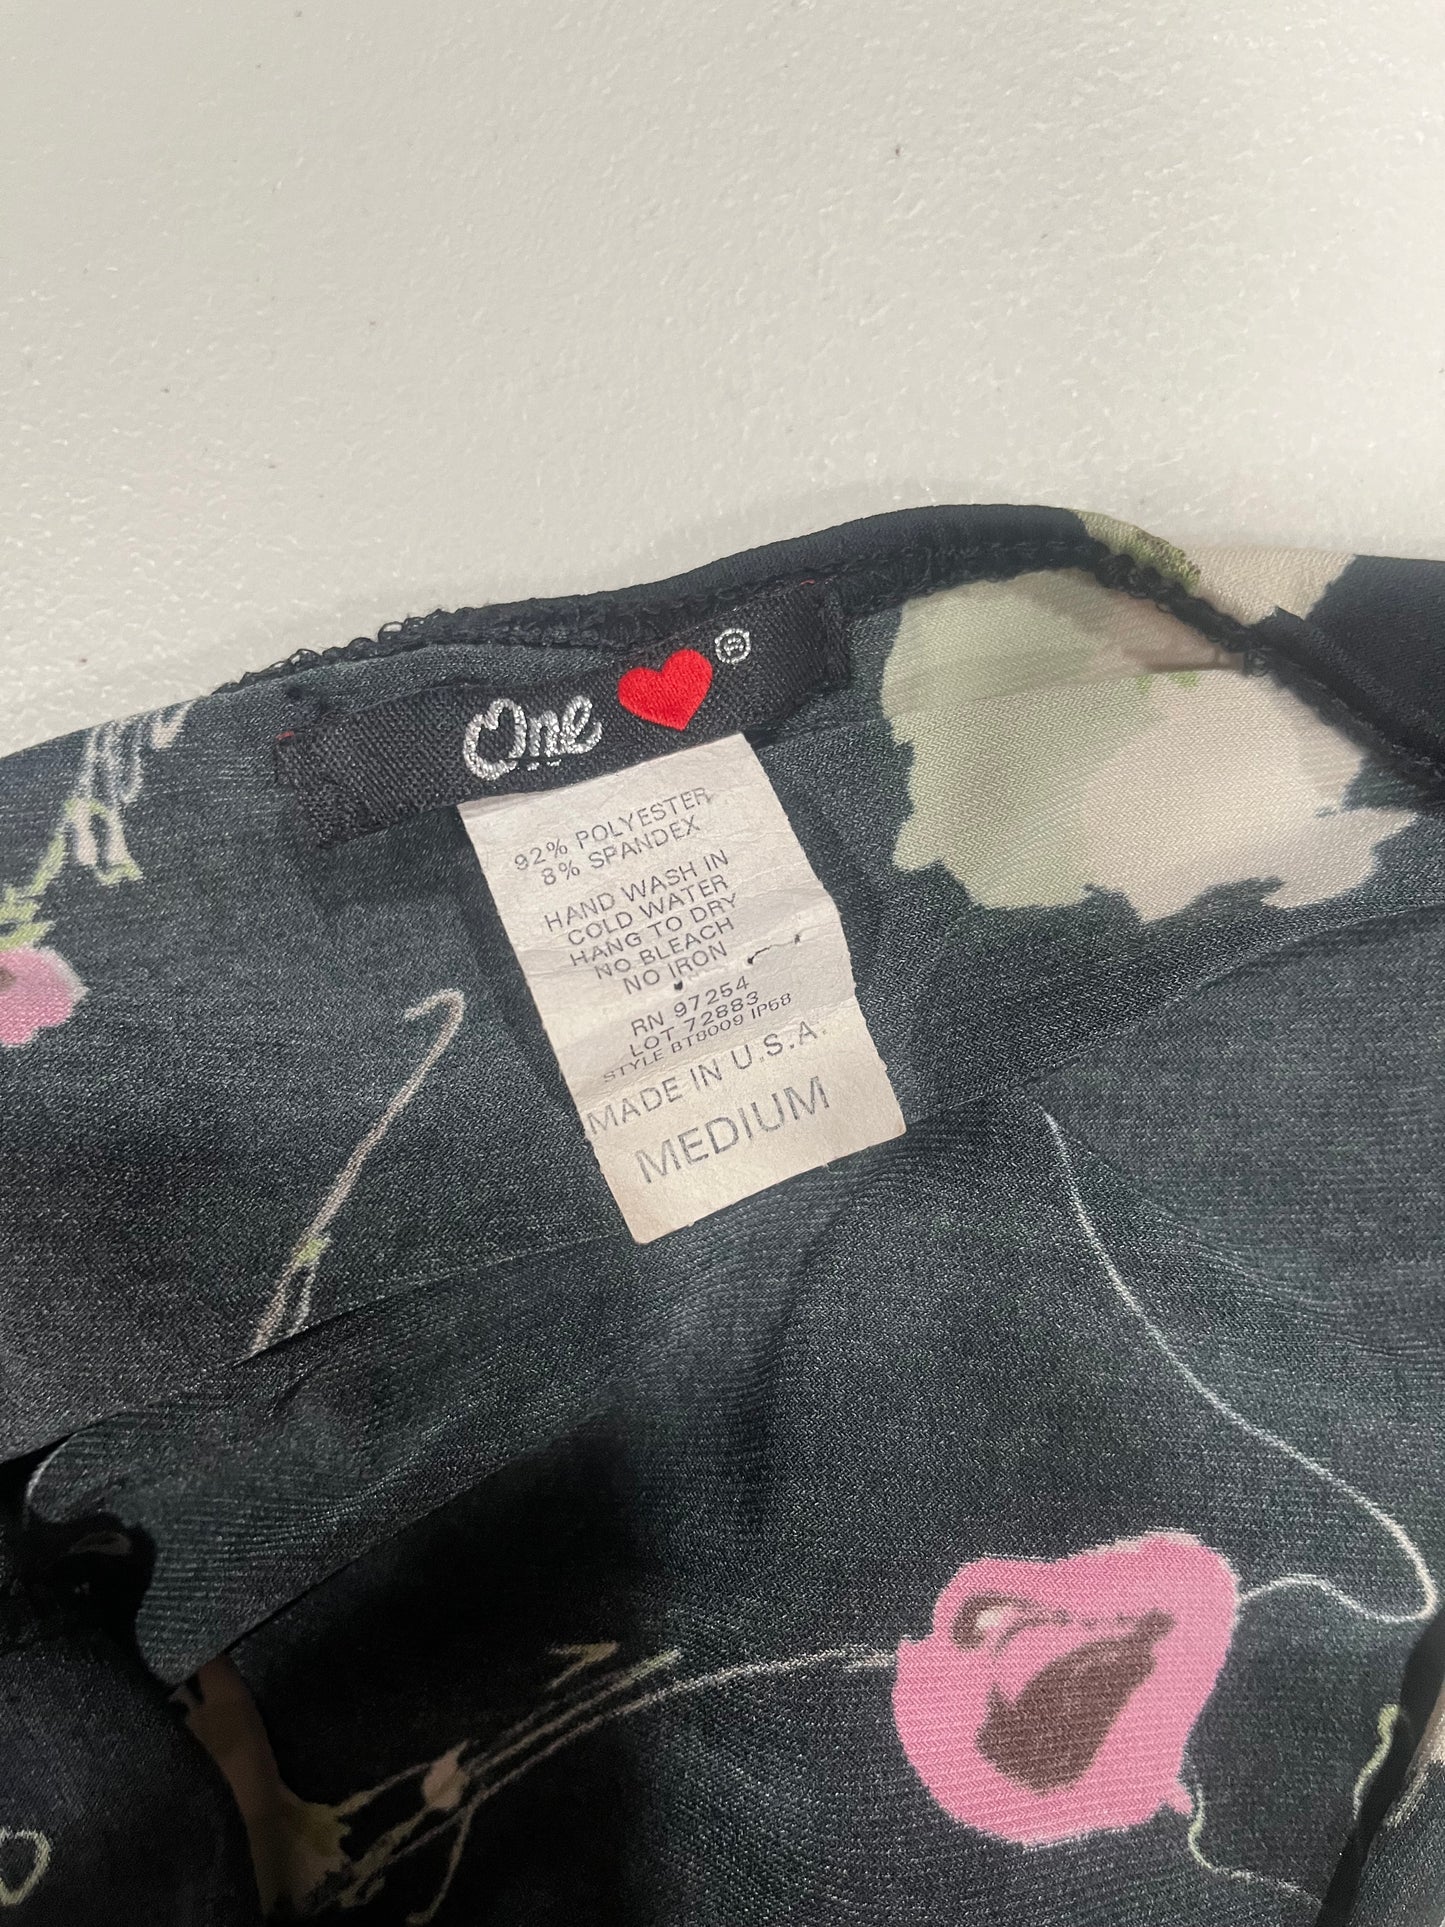 One ®
92% POLYESTER
8% SPANDEX
HAND WASH IN
COLD WATER
HANG TO DRY
NO BLEACH
NO IRON
RN 97254
LOT 72883
STYLE BT8009 IP58
MADE IN U.S.A.
MEDIUM